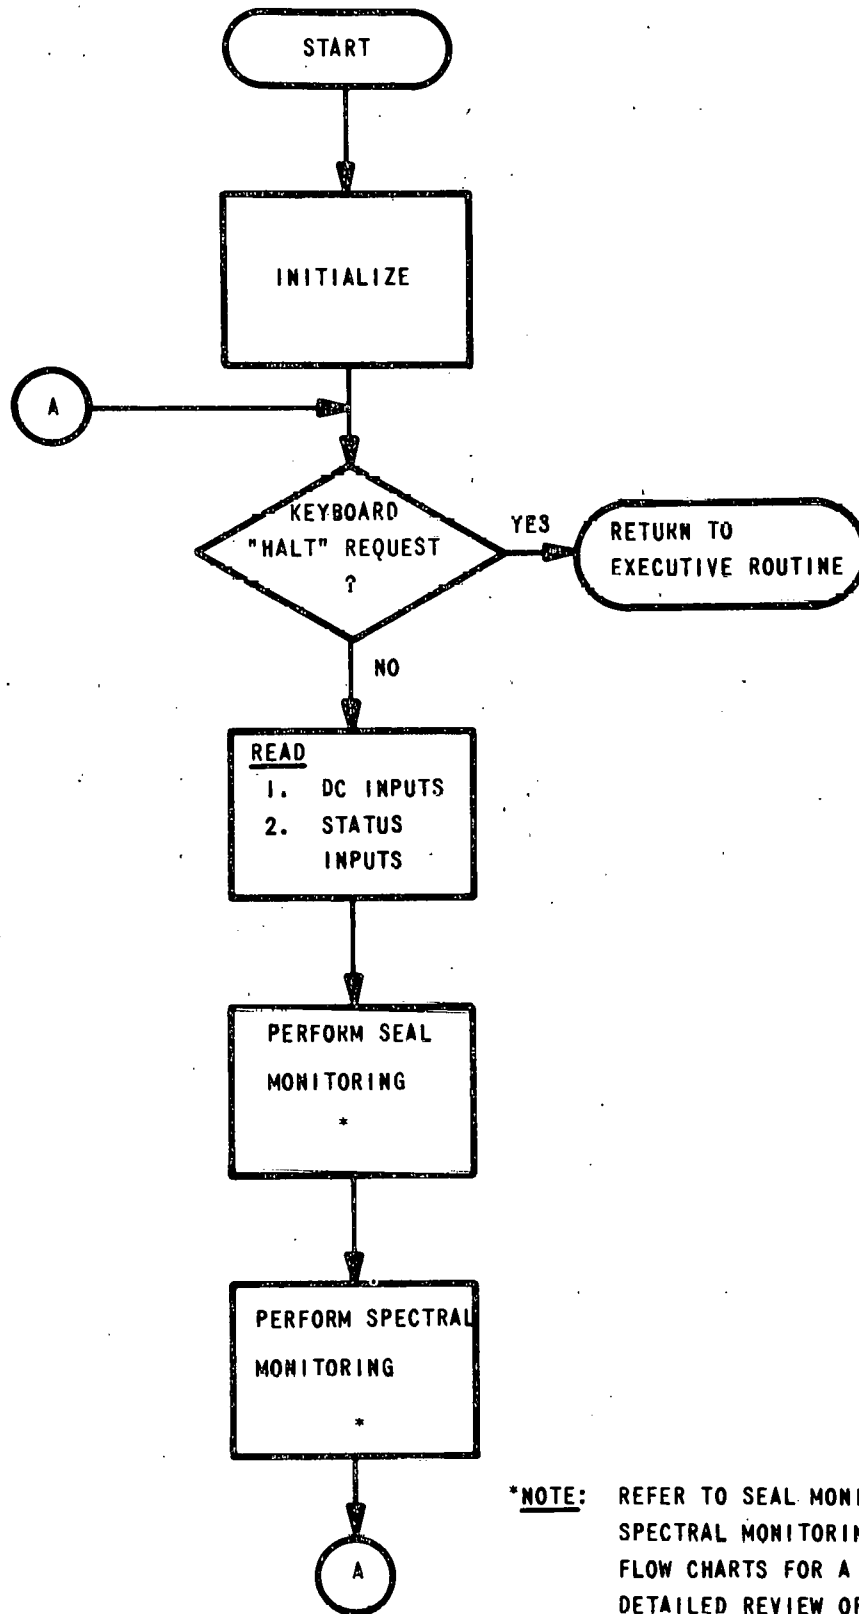 START
INITIALIZE
A
KEYBOARD
"HALT" REQUEST
?
YES
RETURN TO
EXECUTIVE ROUTINE
NO
READ
1. DC INPUTS
2. STATUS
INPUTS
PERFORM SEAL
MONITORING
*
PERFORM SPECTRAL
MONITORING
*
A
*NOTE: REFER TO SEAL MONI
SPECTRAL MONITORIN
FLOW CHARTS FOR A
DETAILED REVIEW OF